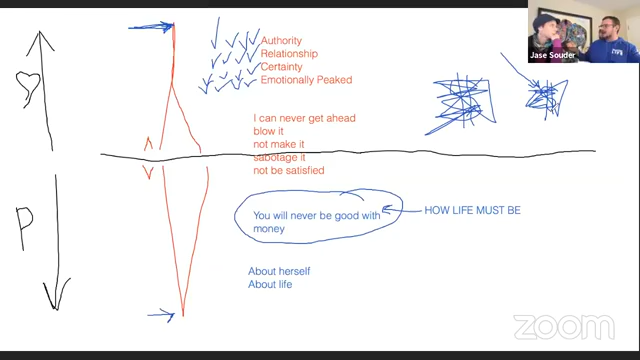 Authority
Relationship
Certainty
Emotionally Peaked
I can never get ahead
blow it
not make it
sabotage it
not be satisfied
P
You will never be good with
money
HOW LIFE MUST BE
About herself
About life
Jase Souder
LIVE
zoom